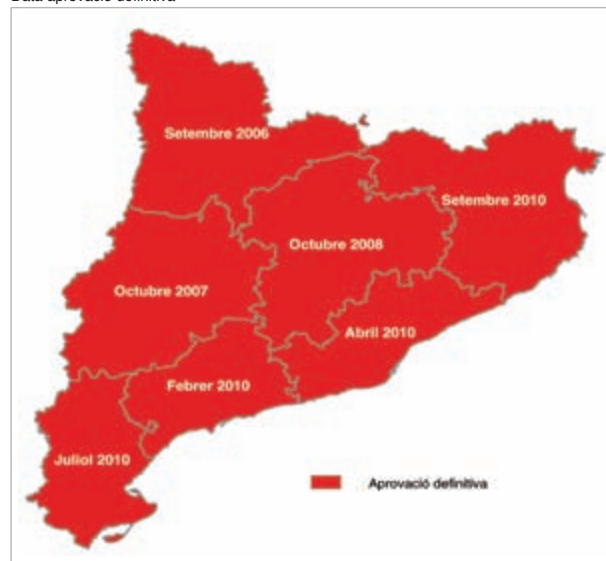 Data aprovació definitiva
Setembre 2006
Setembre 2010
Octubre 2008
Octubre 2007
Abril 2010
Febrer 2010
Juliol 2010
Aprovació definitiva